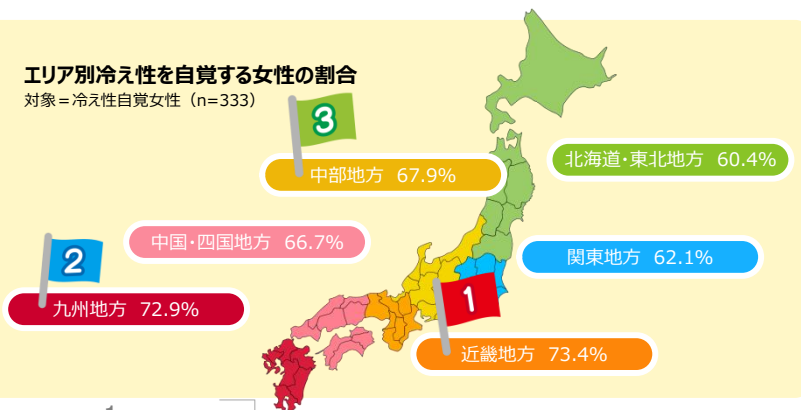 エリア別冷え性を自覚する女性の割合
対象=冷え性自覚女性（n=333）
3
中部地方 67.9%
北海道・東北地方 60.4%
中国・四国地方 66.7%
関東地方 62.1%
2
九州地方 72.9%
1
近畿地方 73.4%